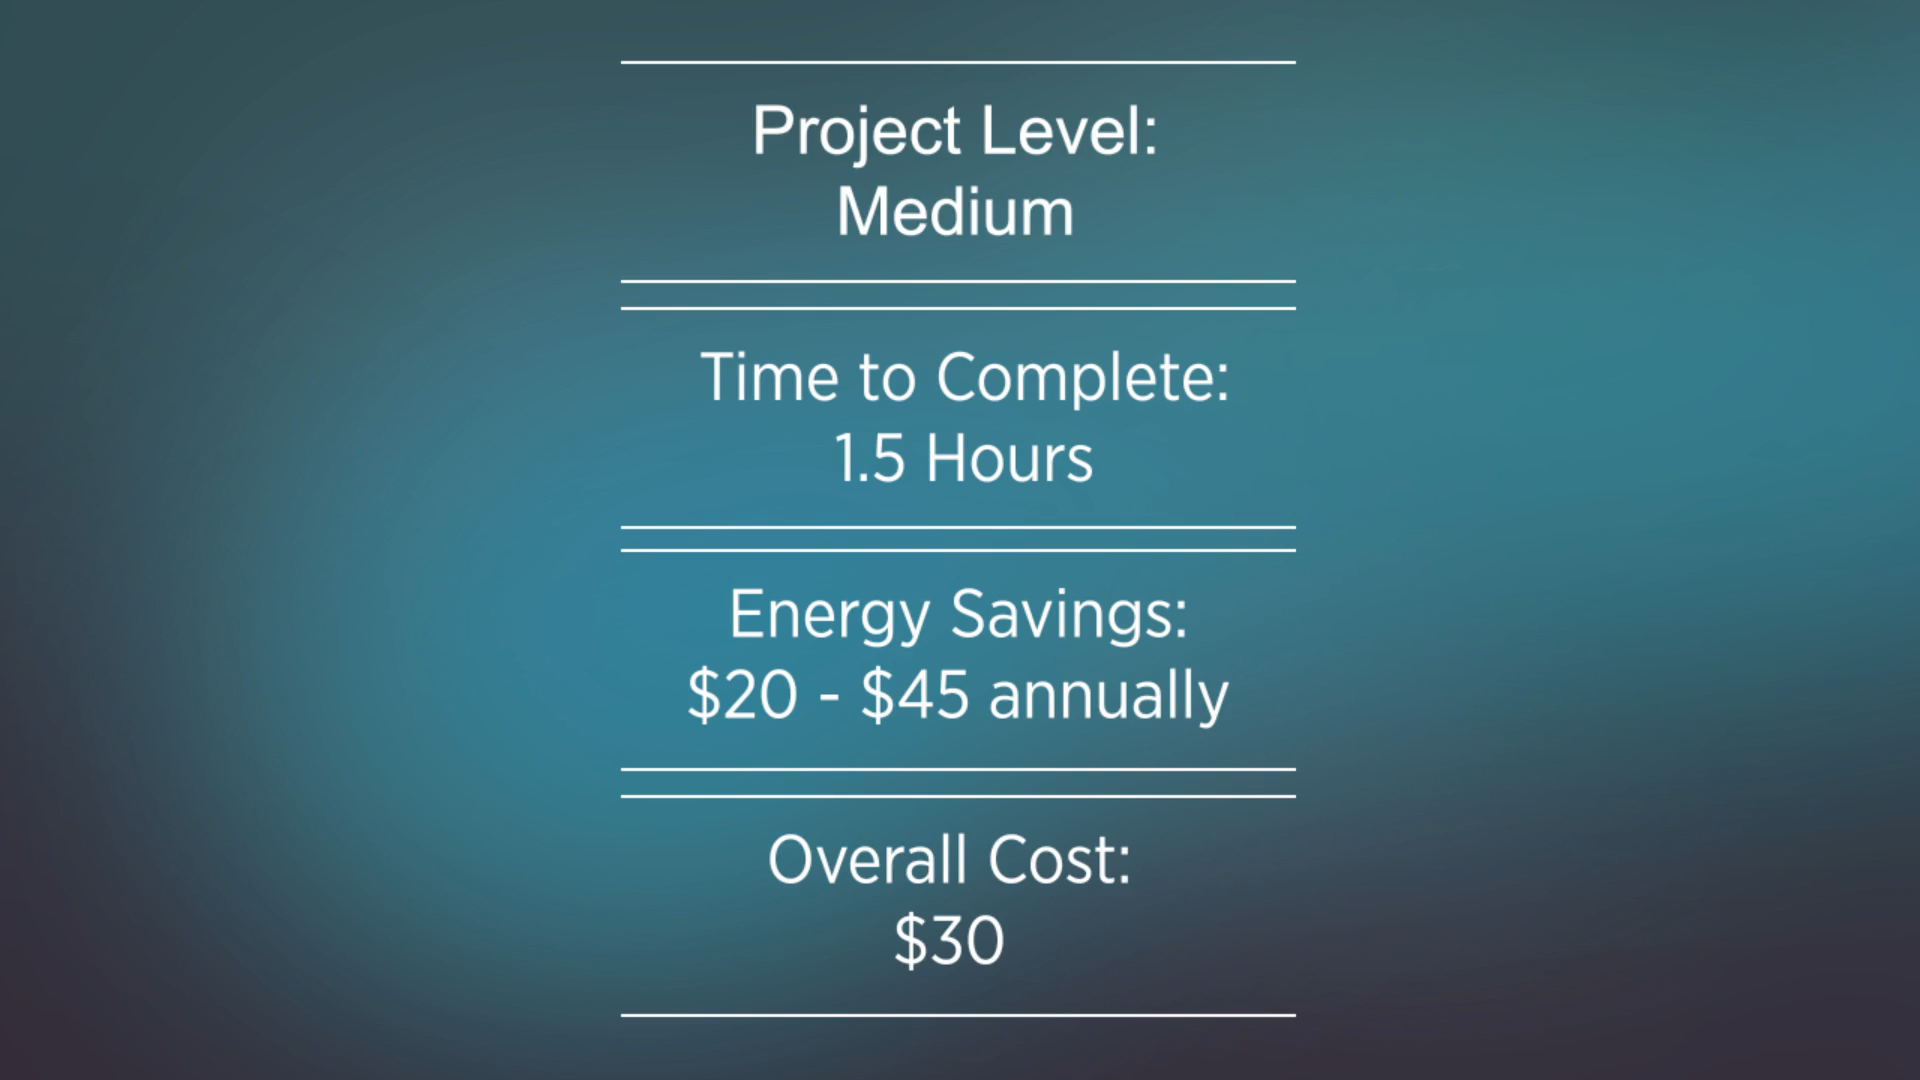 Project Level:
Medium
Time to Complete:
1.5 Hours
Energy Savings:
$20 - $45 annually
Overall Cost:
$30